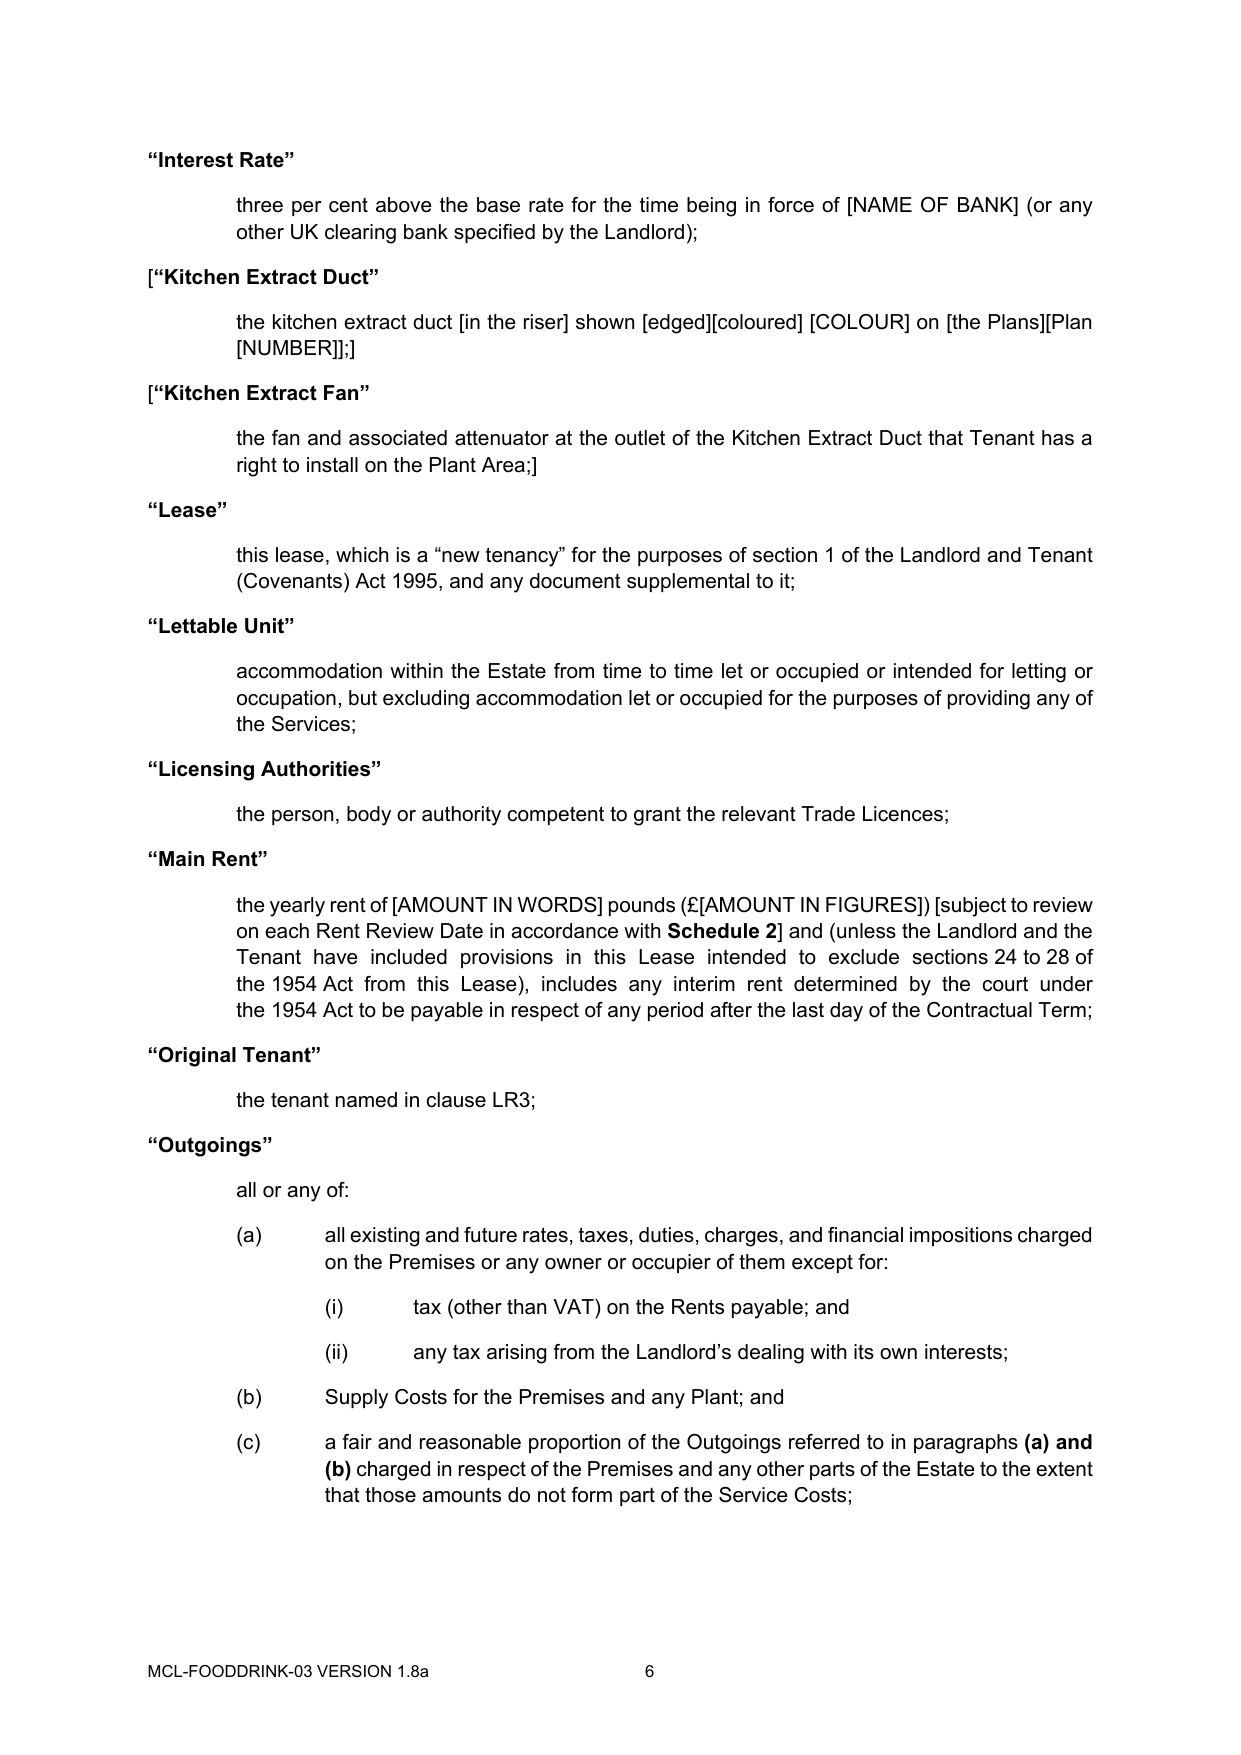 “Interest Rate”
three per cent above the base rate for the time being in force of [NAME OF BANK] (or any
other UK clearing bank specified by the Landlord);
[“Kitchen Extract Duct”
the kitchen extract duct [in the riser] shown [edged][coloured] [COLOUR] on [the Plans][Plan
[NUMBER]];]
[“Kitchen Extract Fan”
the fan and associated attenuator at the outlet of the Kitchen Extract Duct that Tenant has a
right to install on the Plant Area;]
“Lease”
this lease, which is a “new tenancy” for the purposes of section 1 of the Landlord and Tenant
(Covenants) Act 1995, and any document supplemental to it;
“Lettable Unit”
accommodation within the Estate from time to time let or occupied or intended for letting or
occupation, but excluding accommodation let or occupied for the purposes of providing any of
the Services;
“Licensing Authorities”
the person, body or authority competent to grant the relevant Trade Licences;
“Main Rent”
the yearly rent of [AMOUNT IN WORDS] pounds (£[AMOUNT IN FIGURES]) [subject to review
on each Rent Review Date in accordance with Schedule 2] and (unless the Landlord and the
Tenant have included provisions in this Lease intended to exclude sections 24 to 28 of
the 1954 Act from this Lease), includes any interim rent determined by the court under
the 1954 Act to be payable in respect of any period after the last day of the Contractual Term;
“Original Tenant”
the tenant named in clause LR3;
“Outgoings”
all or any of:
(a) all existing and future rates, taxes, duties, charges, and financial impositions charged
on the Premises or any owner or occupier of them except for:
(i) tax (other than VAT) on the Rents payable; and
(ii) any tax arising from the Landlord’s dealing with its own interests;
(b) Supply Costs for the Premises and any Plant; and
(c) a fair and reasonable proportion of the Outgoings referred to in paragraphs (a) and
(b) charged in respect of the Premises and any other parts of the Estate to the extent
that those amounts do not form part of the Service Costs;
MCL-FOODDRINK-03 VERSION 1.8a 6